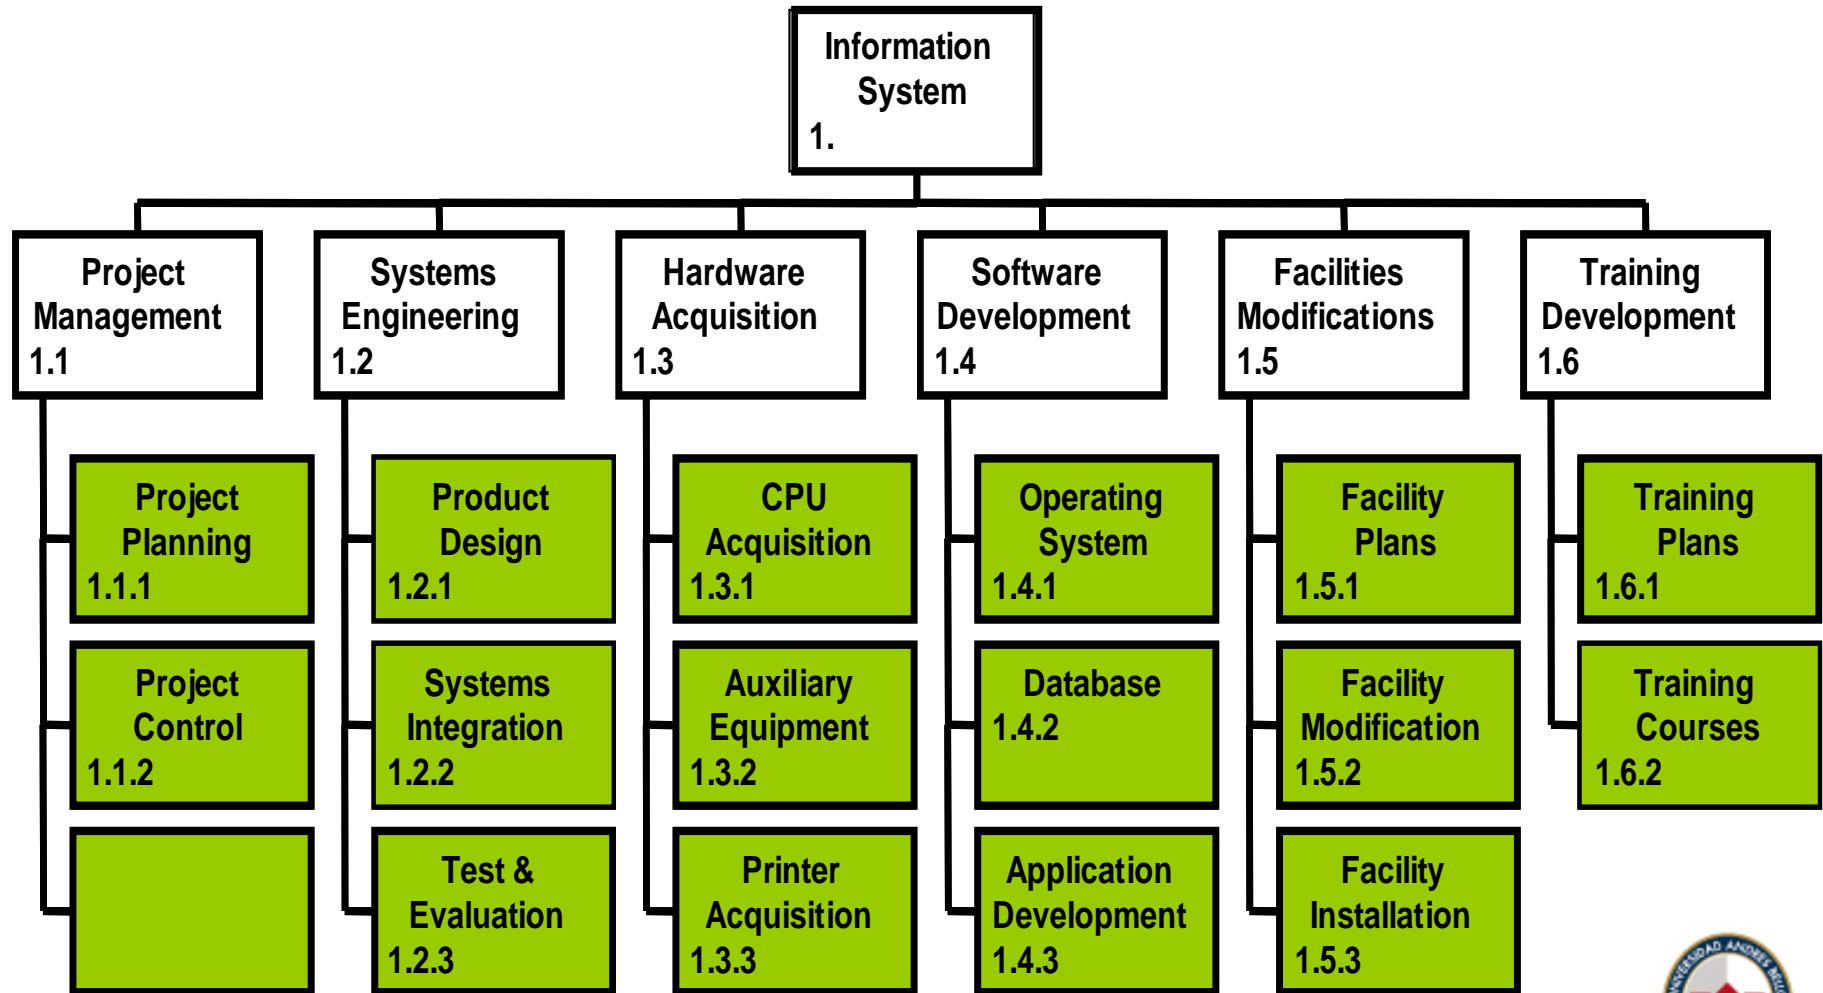 Information
System
1.
Project
Management
1.1
Systems
Engineering
1.2
Hardware
Acquisition
1.3
Software
Development
1.4
Facilities
Modifications
1.5
Training
Development
1.6
Project
Planning
1.1.1
Product
Design
1.2.1
CPU
Acquisition
1.3.1
Operating
System
1.4.1
Facility
Plans
1.5.1
Training
Plans
1.6.1
Project
Control
1.1.2
Systems
Integration
1.2.2
Auxiliary
Equipment
1.3.2
Database
1.4.2
Facility
Modification
1.5.2
Training
Courses
1.6.2
Test &
Evaluation
1.2.3
Printer
Acquisition
1.3.3
Application
Development
1.4.3
Facility
Installation
1.5.3
UNIVERSIDAD ANDRES BELLO